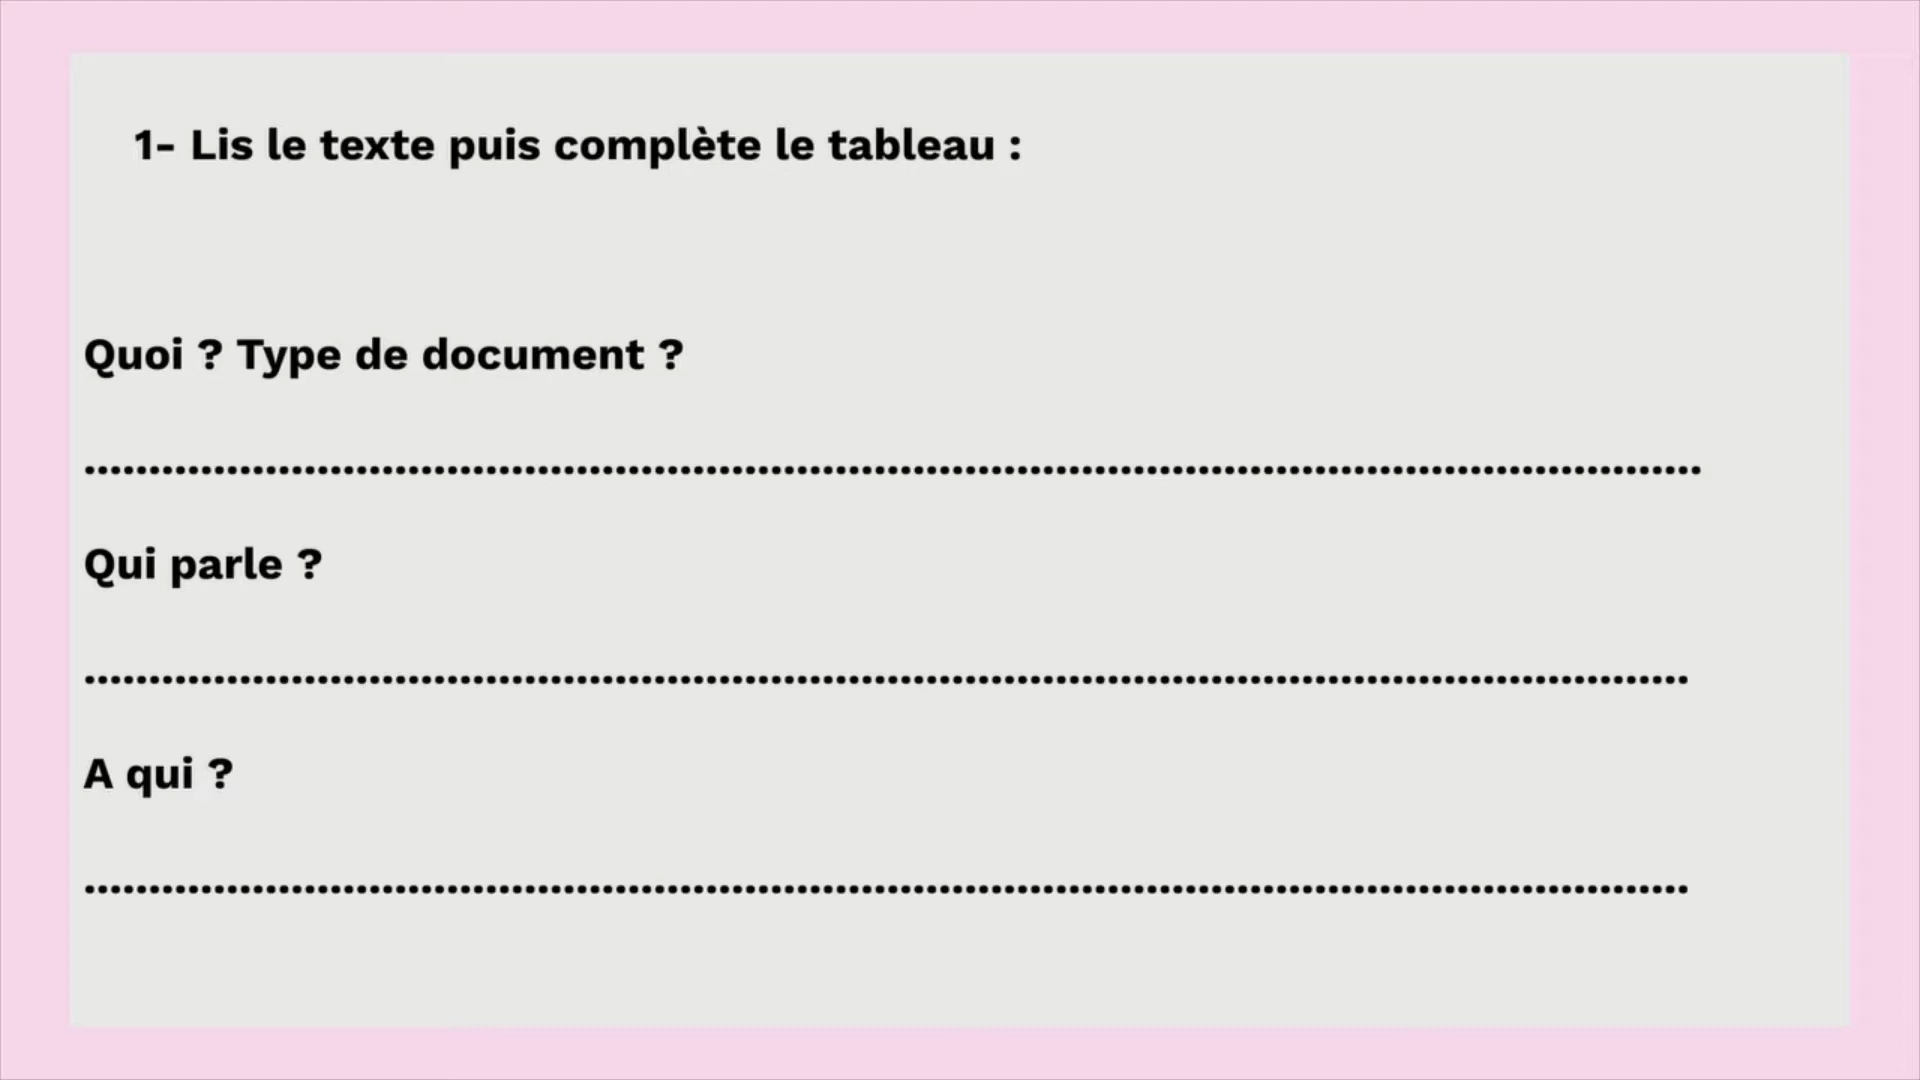 1- Lis le texte puis complète le tableau :
Quoi ? Type de document ?
..............................................................................................................................
Qui parle ?
.............................................................................................................................
A qui ?
.............................................................................................................................